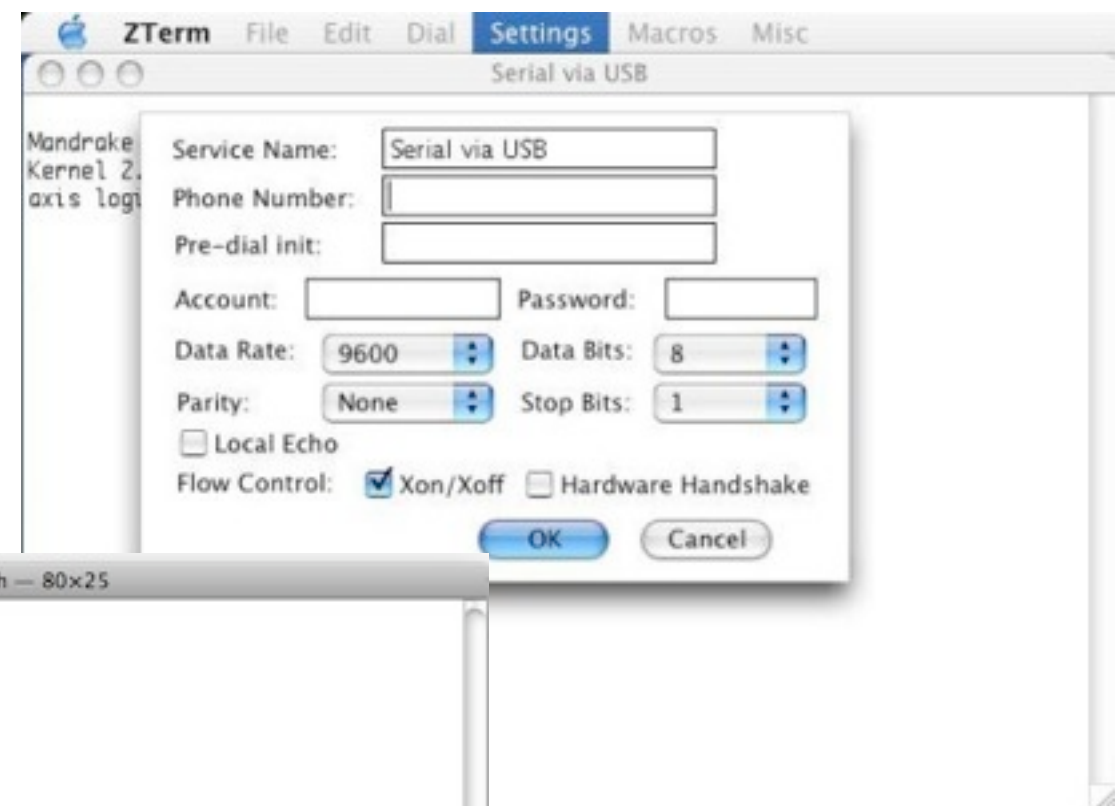 ZTerm File Edit Dial Settings Macros Misc
Serial via USB
Mandrake
Kernel 2.
axis logi
Service Name: Serial via USB
Phone Number:
Pre-dial init:
Account: Password:
Data Rate: 9600 Data Bits: 8
Parity: None Stop Bits: 1
Local Echo
Flow Control: Xon/Xoff Hardware Handshake
OK Cancel
h — 80×25